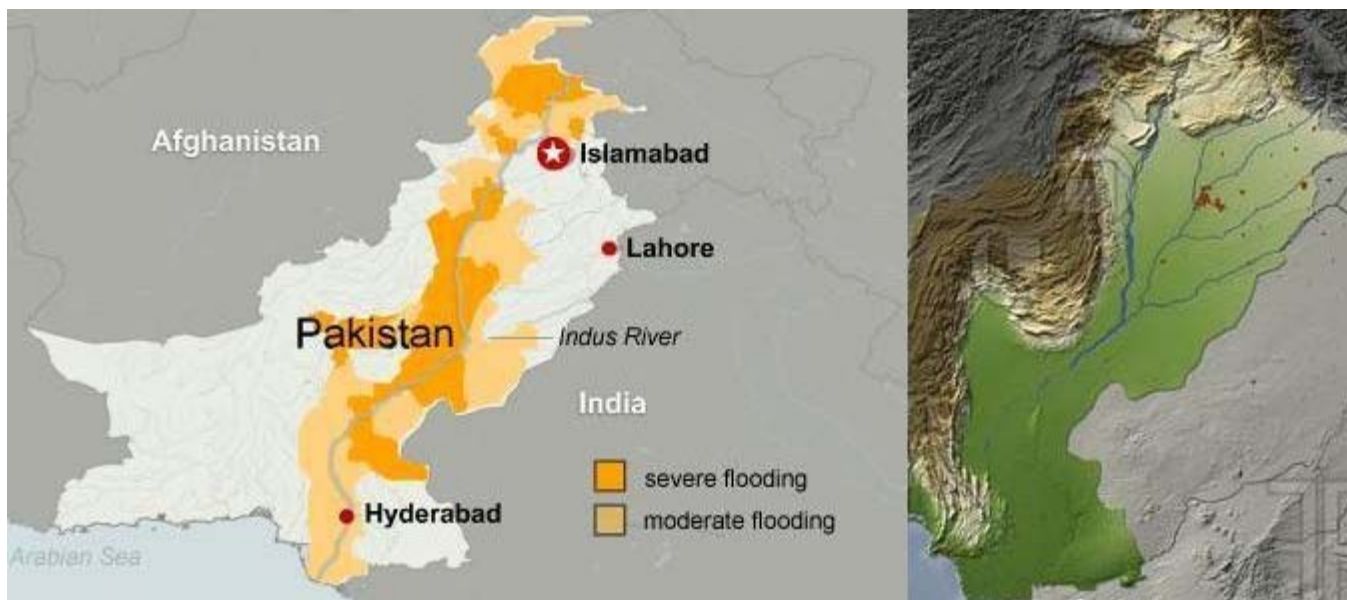 Afghanistan
Islamabad
Lahore
Pakistan
Indus River
India
severe flooding
moderate flooding
Hyderabad
Arabian Sea